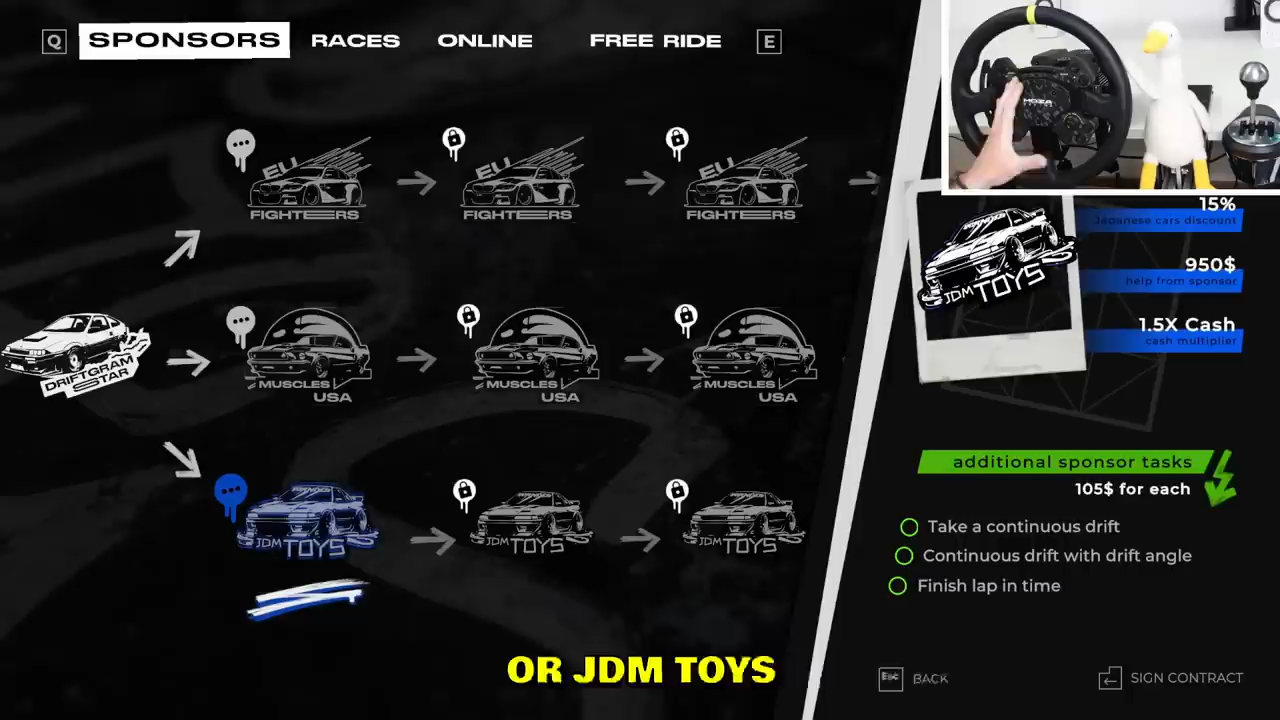 Q SPONSORS RACES ONLINE FREE RIDE E
MOZA
EU FIGHTERS
EU FIGHTERS
EU FIGHTERS
15%
Japanese cars discount
JDM TOYS
950$
help from sponsor
1.5X Cash
cash multiplier
DRIFTGRAM
STAR
MUSCLES
USA
MUSCLES
USA
MUSCLES
USA
additional sponsor tasks
105$ for each
Take a continuous drift
Continuous drift with drift angle
Finish lap in time
JDM TOYS
JDM TOYS
JDM TOYS
OR JDM TOYS
Esc BACK
SIGN CONTRACT